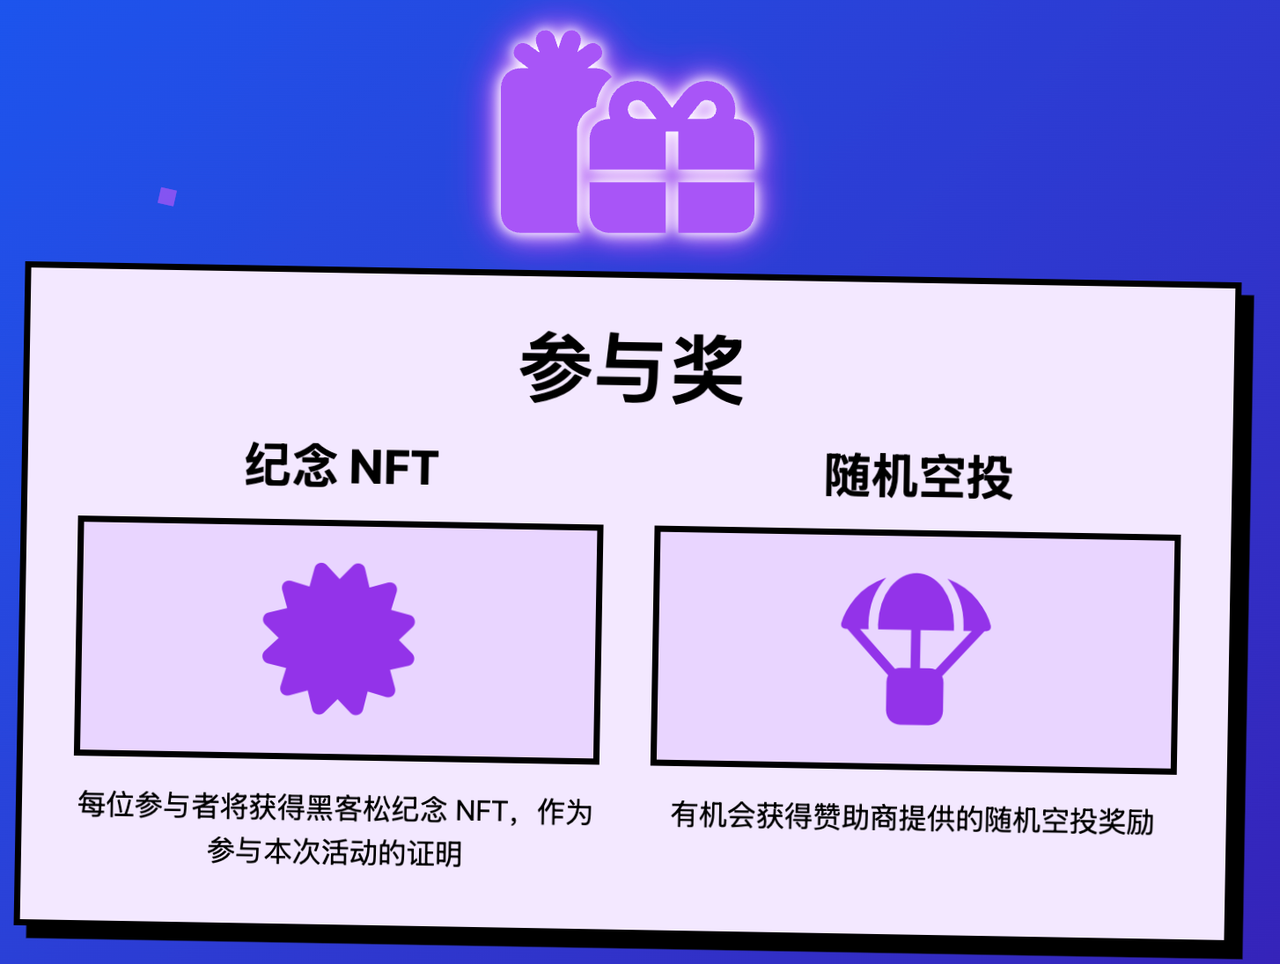 参与奖
纪念 NFT
随机空投
每位参与者将获得黑客松纪念 NFT，作为
参与本次活动的证明
有机会获得赞助商提供的随机空投奖励